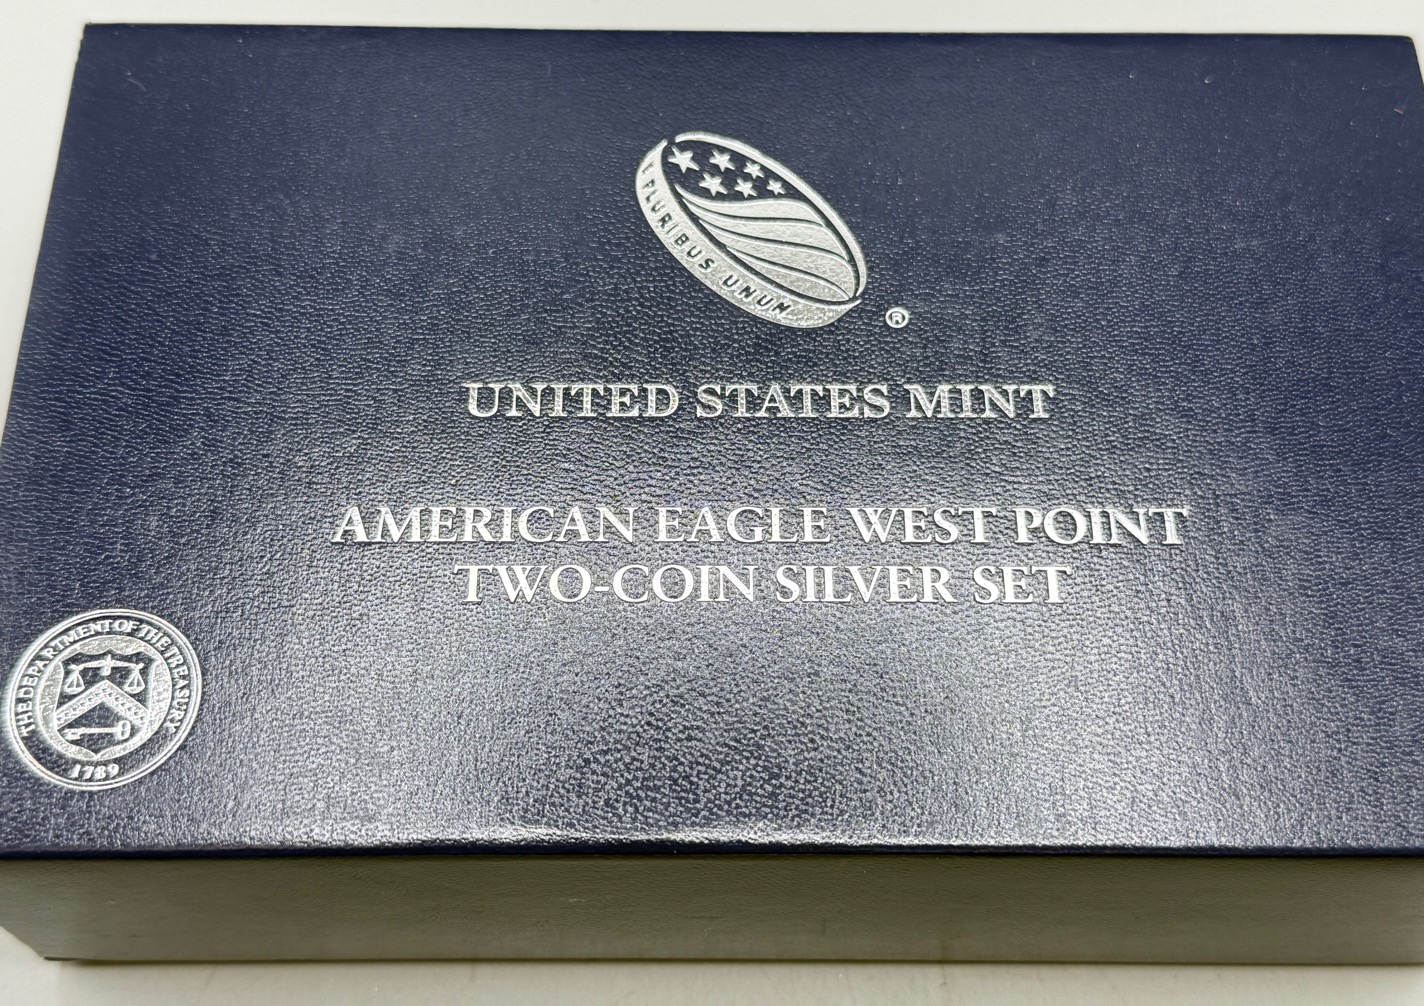 E PLURIBUS UNUM
®
UNITED STATES MINT
AMERICAN EAGLE WEST POINT
TWO-COIN SILVER SET
THE DEPARTMENT OF THE TREASURY
1789